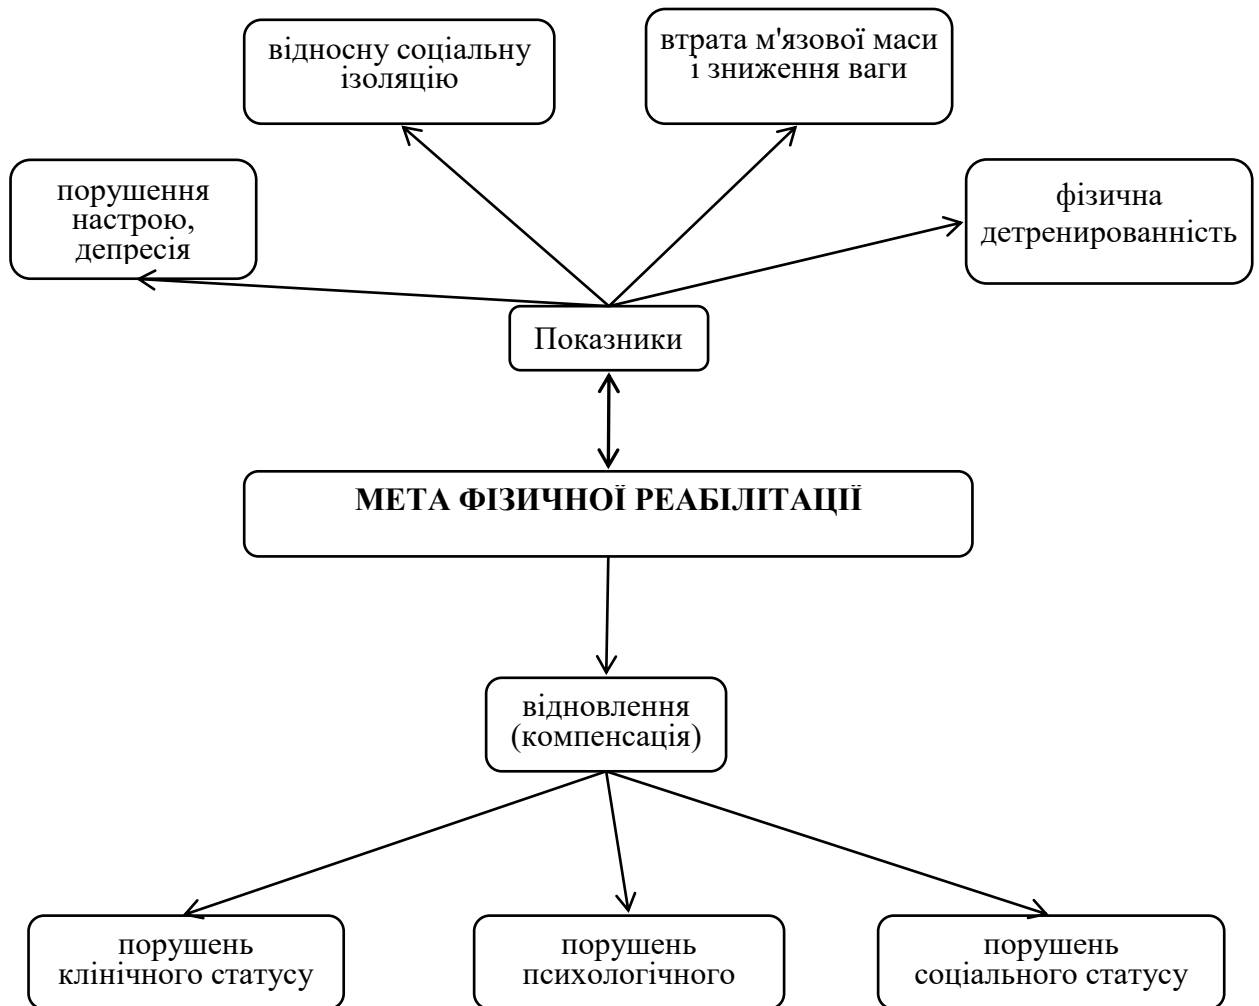 відносну соціальну
ізоляцію
втрата м'язової маси
і зниження ваги
порушення
настрою,
депресія
фізична
детренированність
Показники
МЕТА ФІЗИЧНОЇ РЕАБІЛІТАЦІЇ
відновлення
(компенсація)
порушень
клінічного статусу
порушень
психологічного
порушень
соціального статусу